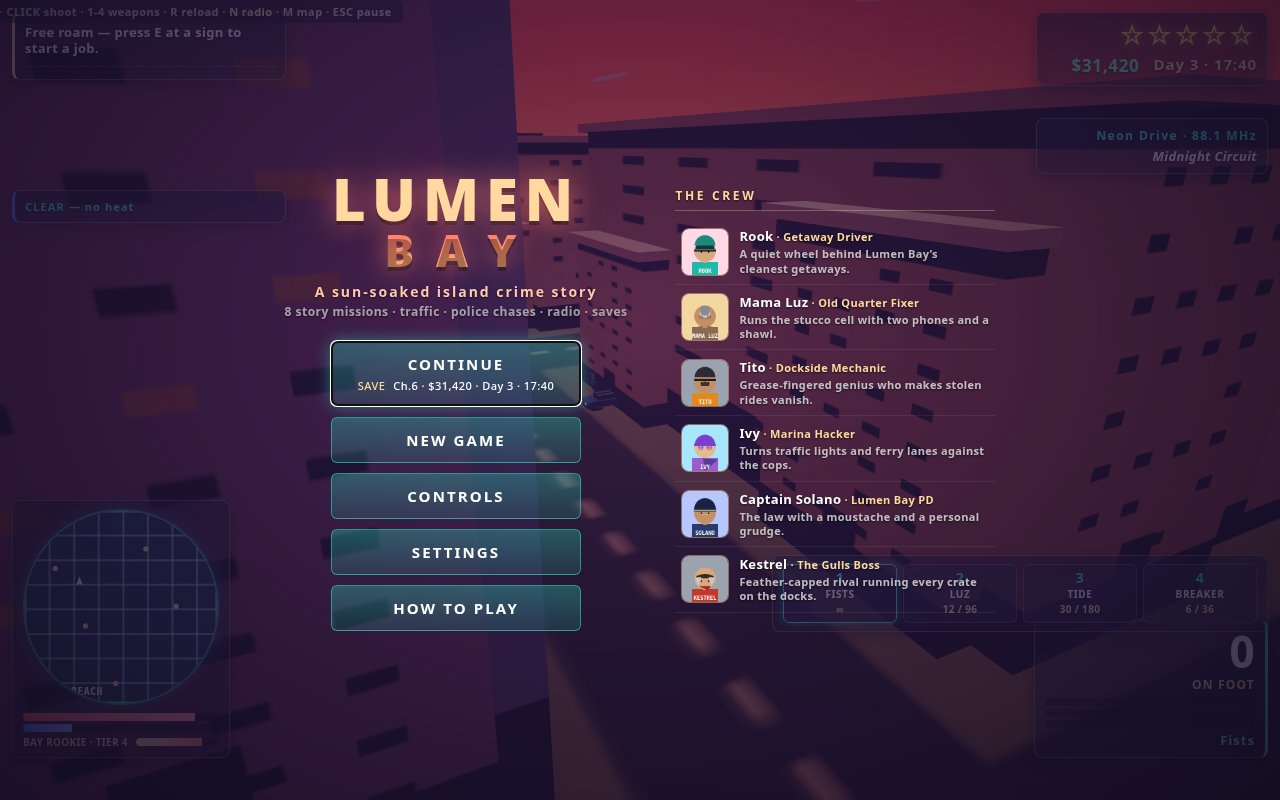 · CLICK shoot · 1-4 weapons · R reload · N radio · M map · ESC pause
Free roam — press E at a sign to
start a job.
☆☆☆☆☆
$31,420 Day 3 · 17:40
Neon Drive · 88.1 MHz
Midnight Circuit
CLEAR — no heat
LUMEN
BAY
A sun-soaked island crime story
8 story missions · traffic · police chases · radio · saves
CONTINUE
SAVE Ch.6 · $31,420 · Day 3 · 17:40
NEW GAME
CONTROLS
SETTINGS
HOW TO PLAY
THE CREW
ROOK
Rook · Getaway Driver
A quiet wheel behind Lumen Bay's
cleanest getaways.
MAMA LUZ
Mama Luz · Old Quarter Fixer
Runs the stucco cell with two phones and a
shawl.
TITO
Tito · Dockside Mechanic
Grease-fingered genius who makes stolen
rides vanish.
IVY
Ivy · Marina Hacker
Turns traffic lights and ferry lanes against
the cops.
SOLANO
Captain Solano · Lumen Bay PD
The law with a moustache and a personal
grudge.
KESTREL
Kestrel · The Gulls Boss
Feather-capped rival running every crate
on the docks.
1
FISTS
∞
2
LUZ
12 / 96
3
TIDE
30 / 180
4
BREAKER
6 / 36
0
ON FOOT
Fists
BEACH
BAY ROOKIE · TIER 4